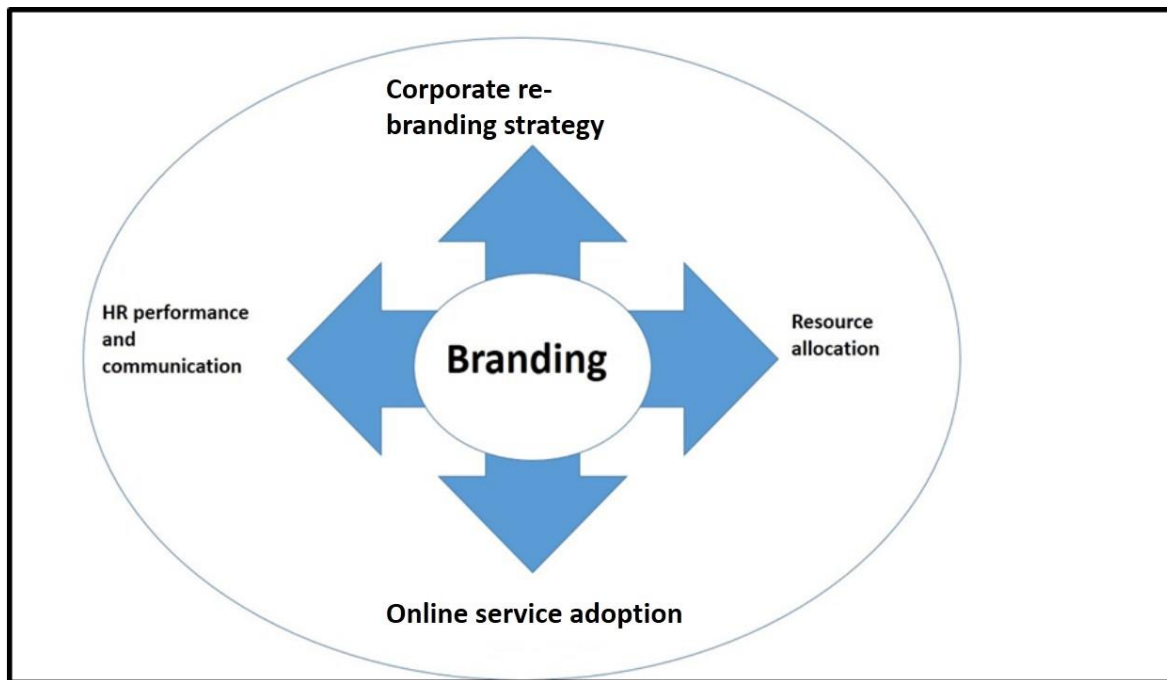 Corporate re-
branding strategy
HR performance
and
communication
Branding
Resource
allocation
Online service adoption